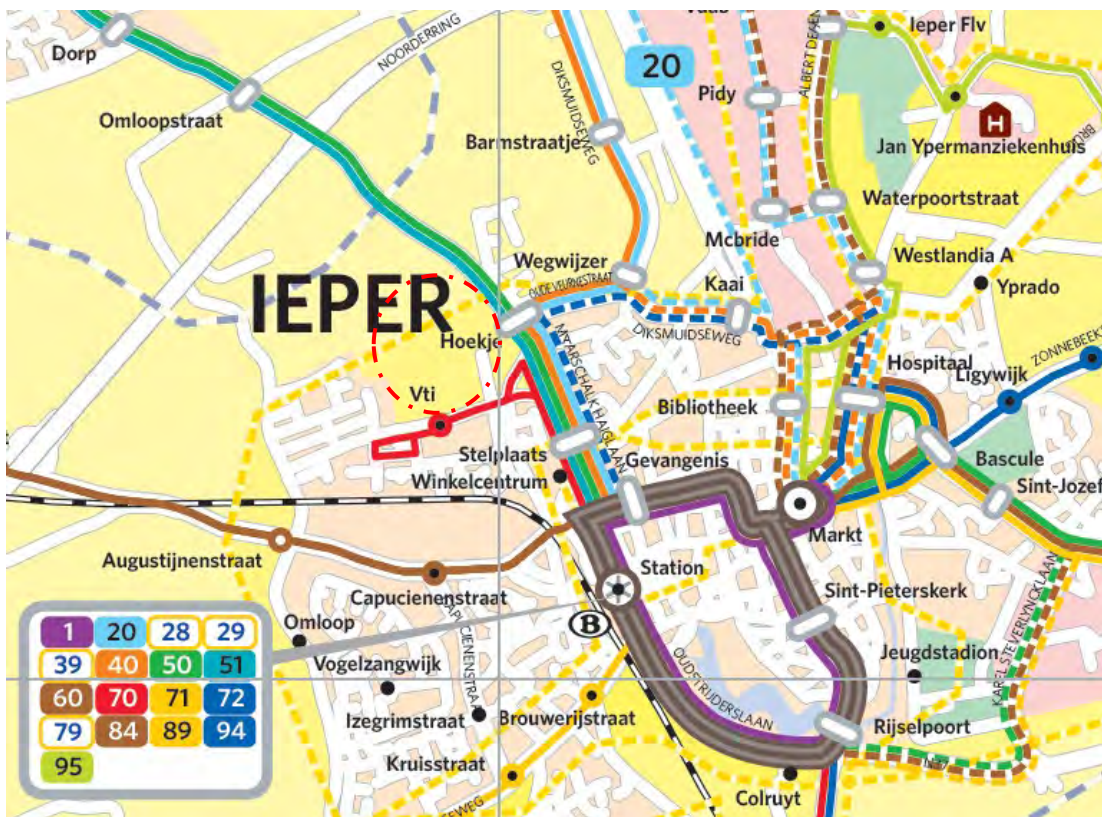 Dorp
NOORDERRING
Omloopstraat
20
Pidy
ALBERT DEHEM
Ieper Flv
H
Jan Ypermanziekenhuis
DIKSMUIDSEWEG
Barmstraatje
Waterpoortstraat
Mcbride
Westlandia A
Wegwijzer
Kaai
Yprado
OUDE VEURNESTRAAT
IEPER
Hoekje
DIKSMUIDSEWEG
Hospitaal
Ligywijk
MAARSCHALK HAIGLAAN
Vti
Bibliotheek
Stelplaats
Gevangenis
Bascule
Winkelcentrum
Sint-Jozef
Markt
Augustijnenstraat
Station
Capucienenstraat
Sint-Pieterskerk
1 20 28 29
39 40 50 51
60 70 71 72
79 84 89 94
95
Omloop
B
Vogelzangwijk
Jeugdstadion
KAREL STEVERLYNCKLAAN
OUDSTRIJDERSLAAN
Izegrimstraat
Brouwerijstraat
Rijselpoort
Kruisstraat
N37
Colruyt